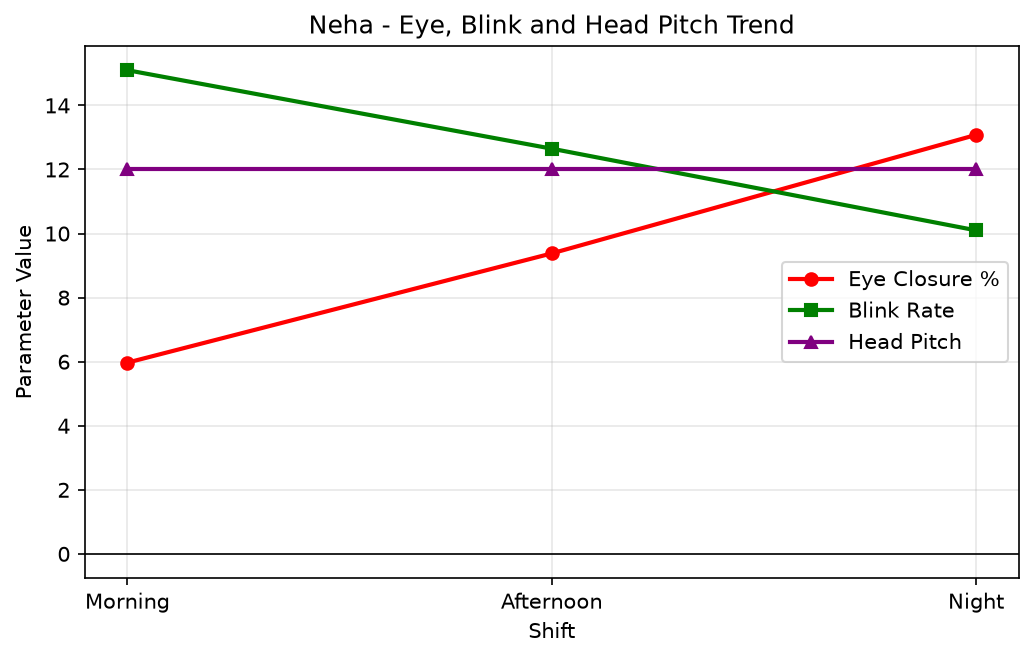 Neha - Eye, Blink and Head Pitch Trend
Parameter Value
14
12
10
8
6
4
2
0
Eye Closure %
Blink Rate
Head Pitch
Morning Afternoon Night
Shift